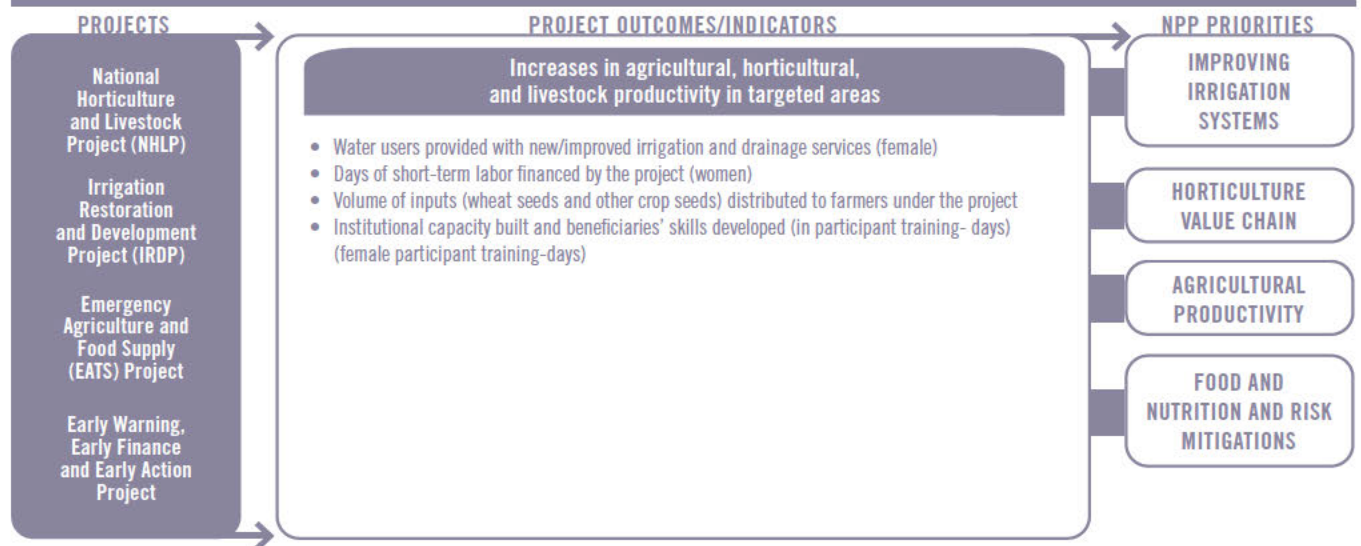 PROJECTS
PROJECT OUTCOMES/INDICATORS
NPP PRIORITIES
National
Horticulture
and Livestock
Project (NHLP)
Irrigation
Restoration
and Development
Project (IRDP)
Emergency
Agriculture and
Food Supply
(EATS) Project
Early Warning,
Early Finance
and Early Action
Project
Increases in agricultural, horticultural,
and livestock productivity in targeted areas
• Water users provided with new/improved irrigation and drainage services (female)
• Days of short-term labor financed by the project (women)
• Volume of inputs (wheat seeds and other crop seeds) distributed to farmers under the project
• Institutional capacity built and beneficiaries' skills developed (in participant training- days)
(female participant training-days)
IMPROVING
IRRIGATION
SYSTEMS
HORTICULTURE
VALUE CHAIN
AGRICULTURAL
PRODUCTIVITY
FOOD AND
NUTRITION AND RISK
MITIGATIONS